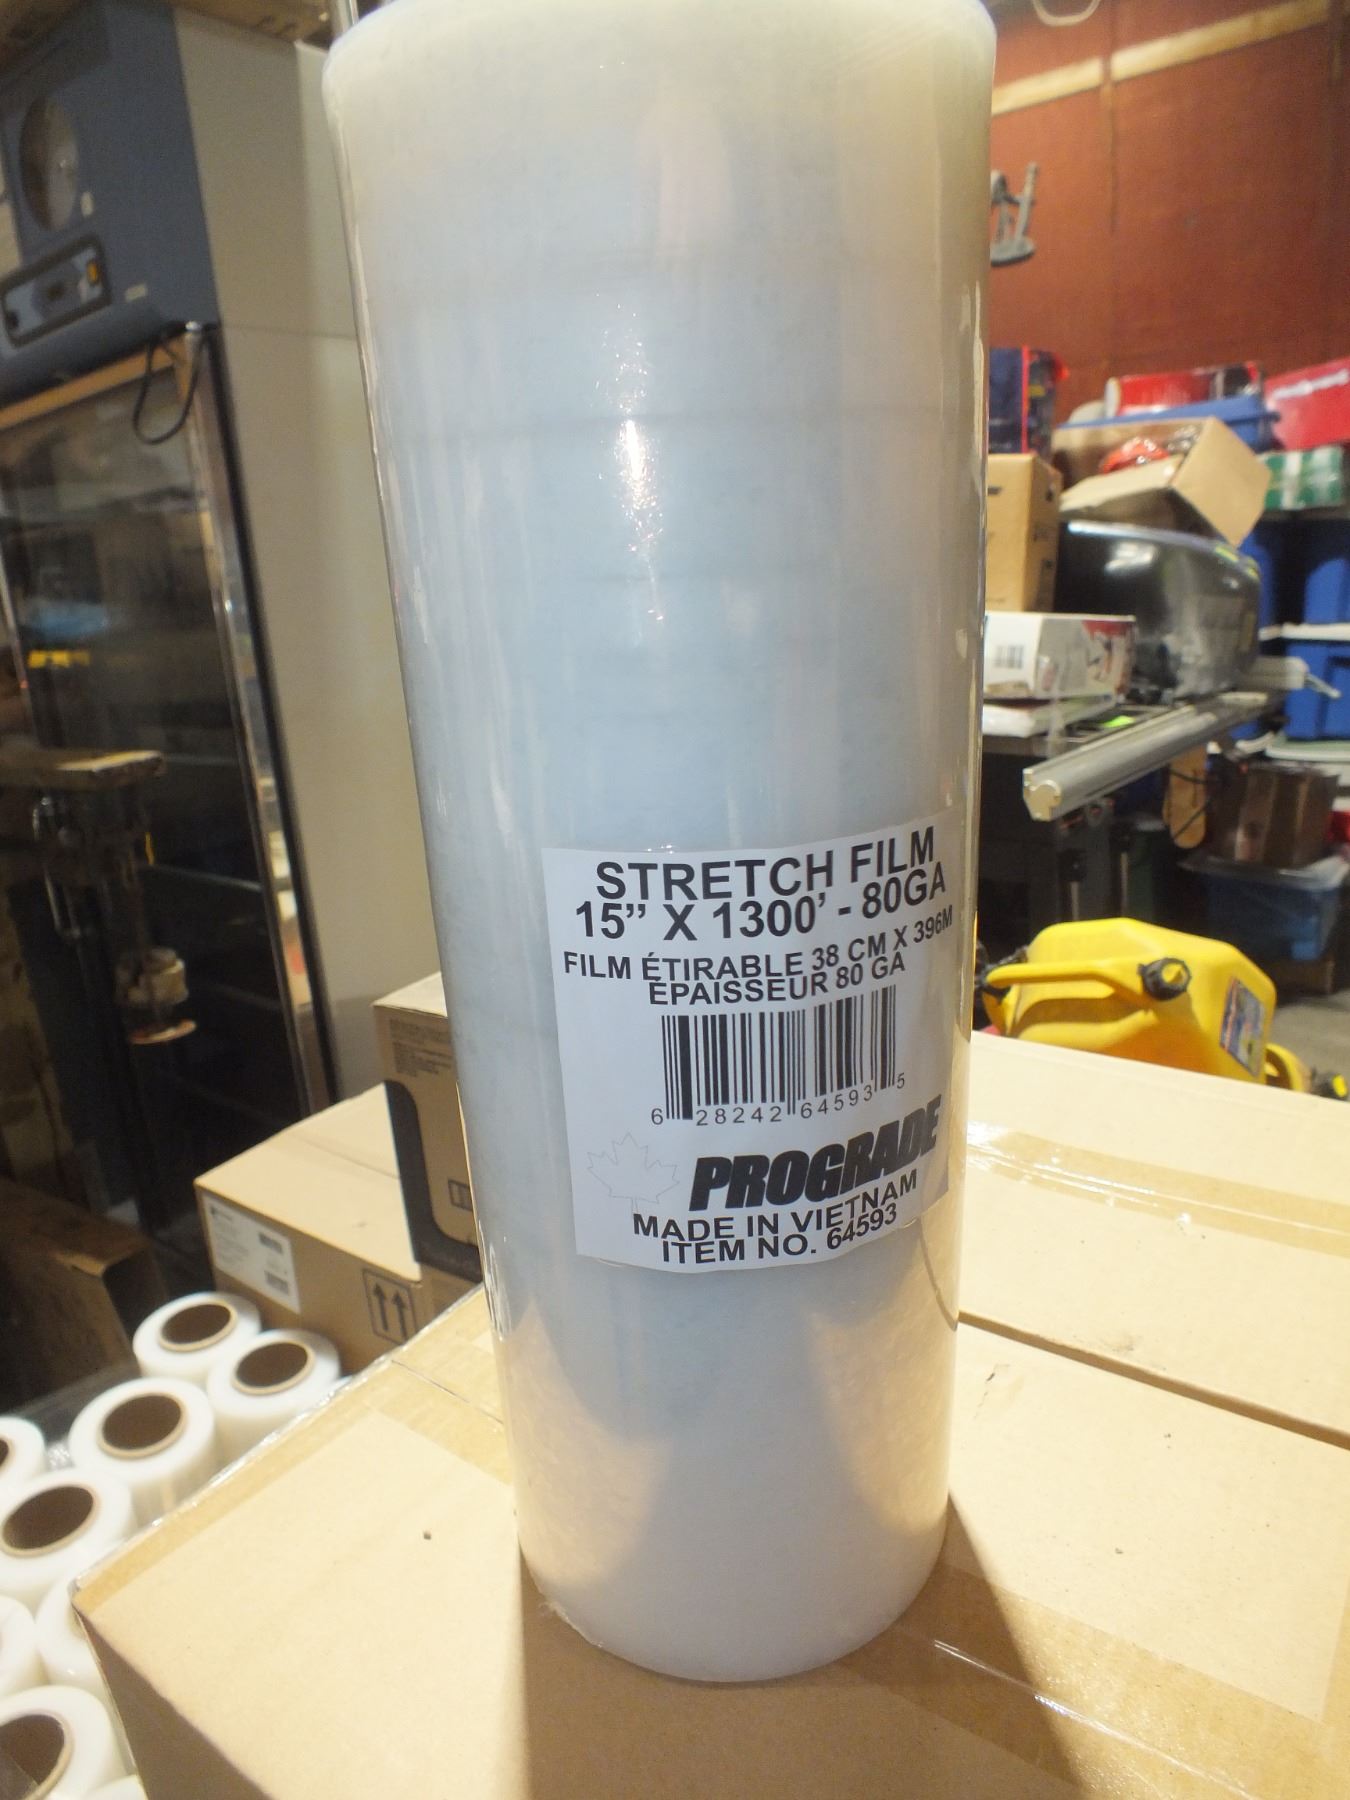 STRETCH FILM
15” X 1300’ - 80GA
FILM ÉTIRABLE 38 CM X 396M
ÉPAISSEUR 80 GA
6 28242 64593 5
PROGRADE
MADE IN VIETNAM
ITEM NO. 64593